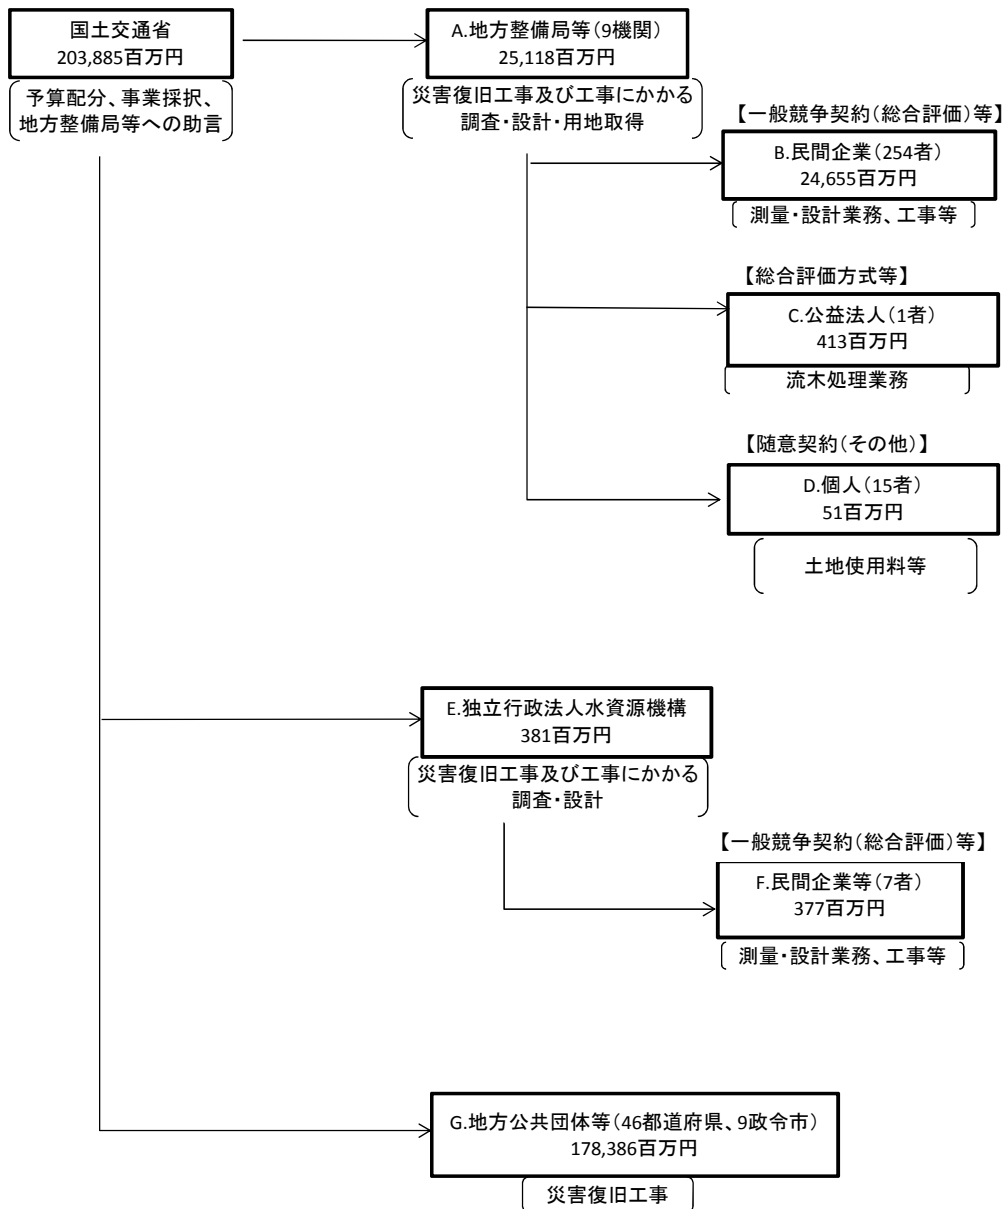 国土交通省
203,885百万円
予算配分、事業採択、
地方整備局等への助言
A.地方整備局等(9機関)
25,118百万円
災害復旧工事及び工事にかかる
調査・設計・用地取得
【一般競争契約(総合評価)等】
B.民間企業(254者)
24,655百万円
測量・設計業務、工事等
【総合評価方式等】
C.公益法人(1者)
413百万円
流木処理業務
【随意契約(その他)】
D.個人(15者)
51百万円
土地使用料等
E.独立行政法人水資源機構
381百万円
災害復旧工事及び工事にかかる
調査・設計
【一般競争契約(総合評価)等】
F.民間企業等(7者)
377百万円
測量・設計業務、工事等
G.地方公共団体等(46都道府県、9政令市)
178,386百万円
災害復旧工事